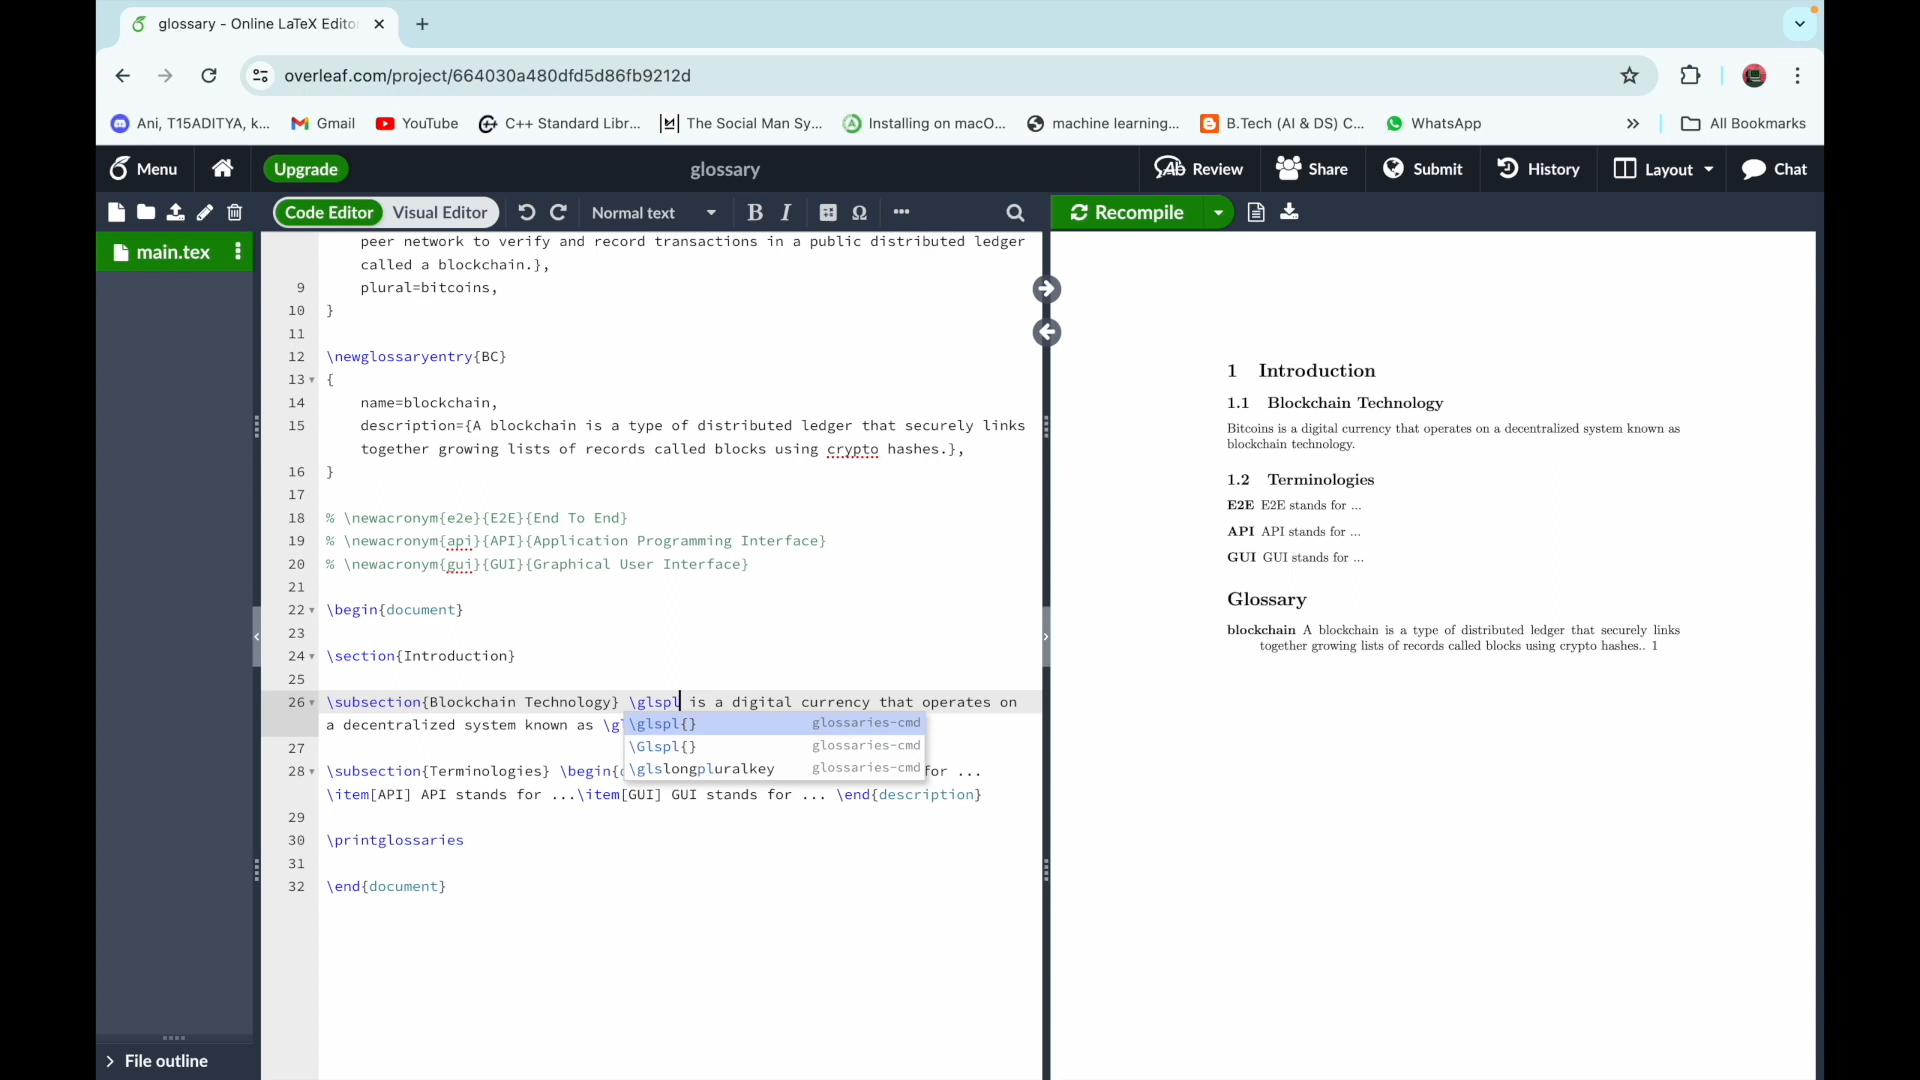 glossary - Online LaTeX Edito
overleaf.com/project/664030a480dfd5d86fb9212d
Ani, T15ADITYA, k... Gmail YouTube C++ Standard Libr... The Social Man Sy... Installing on macO... machine learning,... B.Tech (AI & DS) C... WhatsApp » All Bookmarks
Menu Upgrade glossary Review Share Submit History Layout Chat
Code Editor Visual Editor Normal text B I Ω ... Recompile
main.tex
peer network to verify and record transactions in a public distributed ledger
called a blockchain.},
9 plural=bitcoins,
10 }
11
12 \newglossaryentry{BC}
13 {
14 name=blockchain,
15 description={A blockchain is a type of distributed ledger that securely links
together growing lists of records called blocks using crypto hashes.},
16 }
17
18 % \newacronym{e2e}{E2E}{End To End}
19 % \newacronym{api}{API}{Application Programming Interface}
20 % \newacronym{gui}{GUI}{Graphical User Interface}
21
22 \begin{document}
23
24 \section{Introduction}
25
26 \subsection{Blockchain Technology} \glspl is a digital currency that operates on
a decentralized system known as \g
\glspl{} glossaries-cmd
\Glspl{} glossaries-cmd
\glslongpluralkey glossaries-cmd
27
28 \subsection{Terminologies} \begin{ for ...
\item[API] API stands for ...\item[GUI] GUI stands for ... \end{description}
29
30 \printglossaries
31
32 \end{document}
File outline
1 Introduction
1.1 Blockchain Technology
Bitcoins is a digital currency that operates on a decentralized system known as
blockchain technology.
1.2 Terminologies
E2E E2E stands for ...
API API stands for ...
GUI GUI stands for ...
Glossary
blockchain A blockchain is a type of distributed ledger that securely links
together growing lists of records called blocks using crypto hashes.. 1